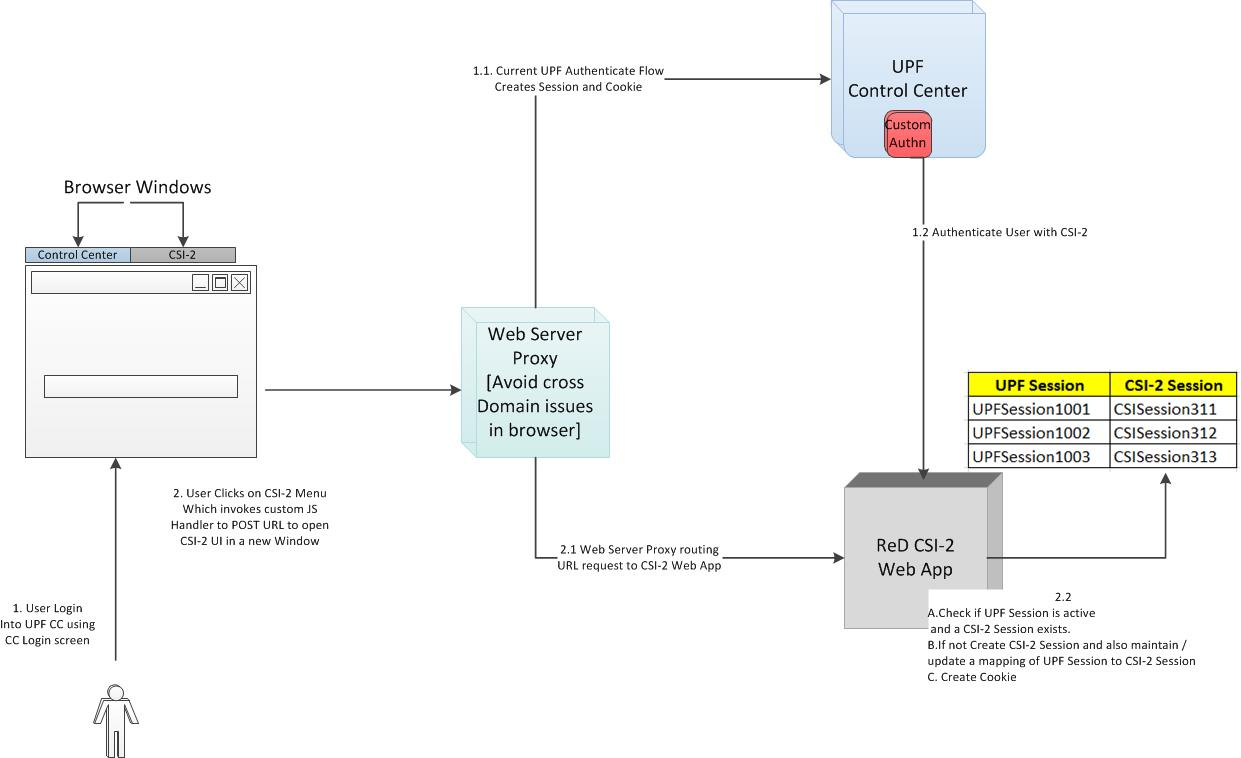 1.1. Current UPF Authenticate Flow
Creates Session and Cookie
UPF
Control Center
Custom
Authn
Browser Windows
Control Center
CSI-2
1.2 Authenticate User with CSI-2
Web Server
Proxy
[Avoid cross
Domain issues
in browser]
UPF Session CSI-2 Session
UPFSession1001 CSISession311
UPFSession1002 CSISession312
UPFSession1003 CSISession313
2. User Clicks on CSI-2 Menu
Which invokes custom JS
Handler to POST URL to open
CSI-2 UI in a new Window
2.1 Web Server Proxy routing
URL request to CSI-2 Web App
ReD CSI-2
Web App
1. User Login
Into UPF CC using
CC Login screen
2.2
A.Check if UPF Session is active
and a CSI-2 Session exists.
B.If not Create CSI-2 Session and also maintain /
update a mapping of UPF Session to CSI-2 Session
C. Create Cookie